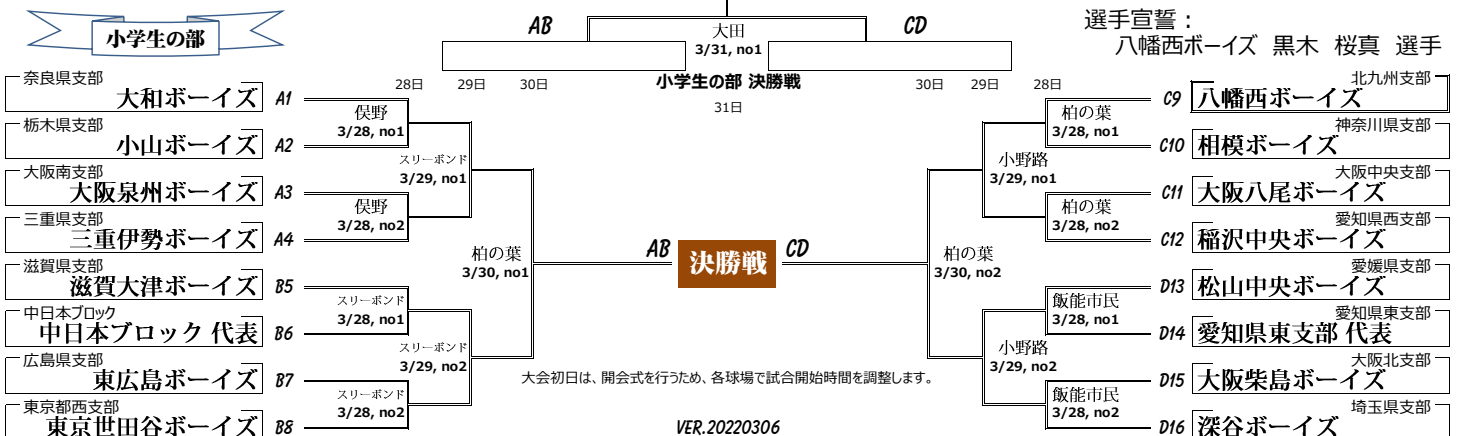 小学生の部
AB
大田
3/31, no1
CD
小学生の部 決勝戦
31日
選手宣誓：
八幡西ボーイズ 黒木 桜真 選手
28日
29日
30日
奈良県支部
大和ボーイズ A1
俣野
3/28, no1
栃木県支部
小山ボーイズ A2
スリーボンド
3/29, no1
大阪南支部
大阪泉州ボーイズ A3
俣野
3/28, no2
三重県支部
三重伊勢ボーイズ A4
柏の葉
3/30, no1
滋賀県支部
滋賀大津ボーイズ B5
スリーボンド
3/28, no1
中日本ブロック
中日本ブロック 代表 B6
スリーボンド
3/29, no2
広島県支部
東広島ボーイズ B7
スリーボンド
3/28, no2
東京都西支部
東京世田谷ボーイズ B8
AB 決勝戦 CD
大会初日は、開会式を行うため、各球場で試合開始時間を調整します。
VER.20220306
30日
29日
28日
北九州支部
C9 八幡西ボーイズ
柏の葉
3/28, no1
神奈川県支部
C10 相模ボーイズ
小野路
3/29, no1
大阪中央支部
C11 大阪八尾ボーイズ
柏の葉
3/28, no2
愛知県西支部
C12 稲沢中央ボーイズ
柏の葉
3/30, no2
愛媛県支部
D13 松山中央ボーイズ
飯能市民
3/28, no1
愛知県東支部
D14 愛知県東支部 代表
小野路
3/29, no2
大阪北支部
D15 大阪柴島ボーイズ
飯能市民
3/28, no2
埼玉県支部
D16 深谷ボーイズ